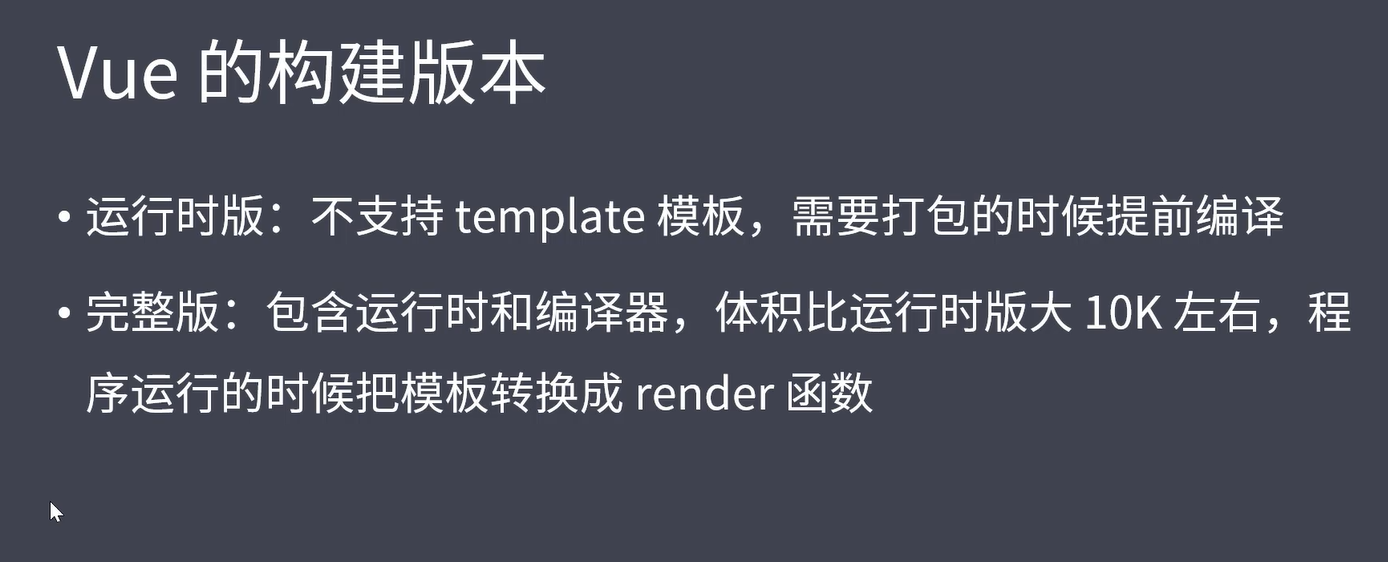 Vue 的构建版本
• 运行时版：不支持 template 模板，需要打包的时候提前编译
• 完整版：包含运行时和编译器，体积比运行时版大 10K 左右，程
序运行的时候把模板转换成 render 函数